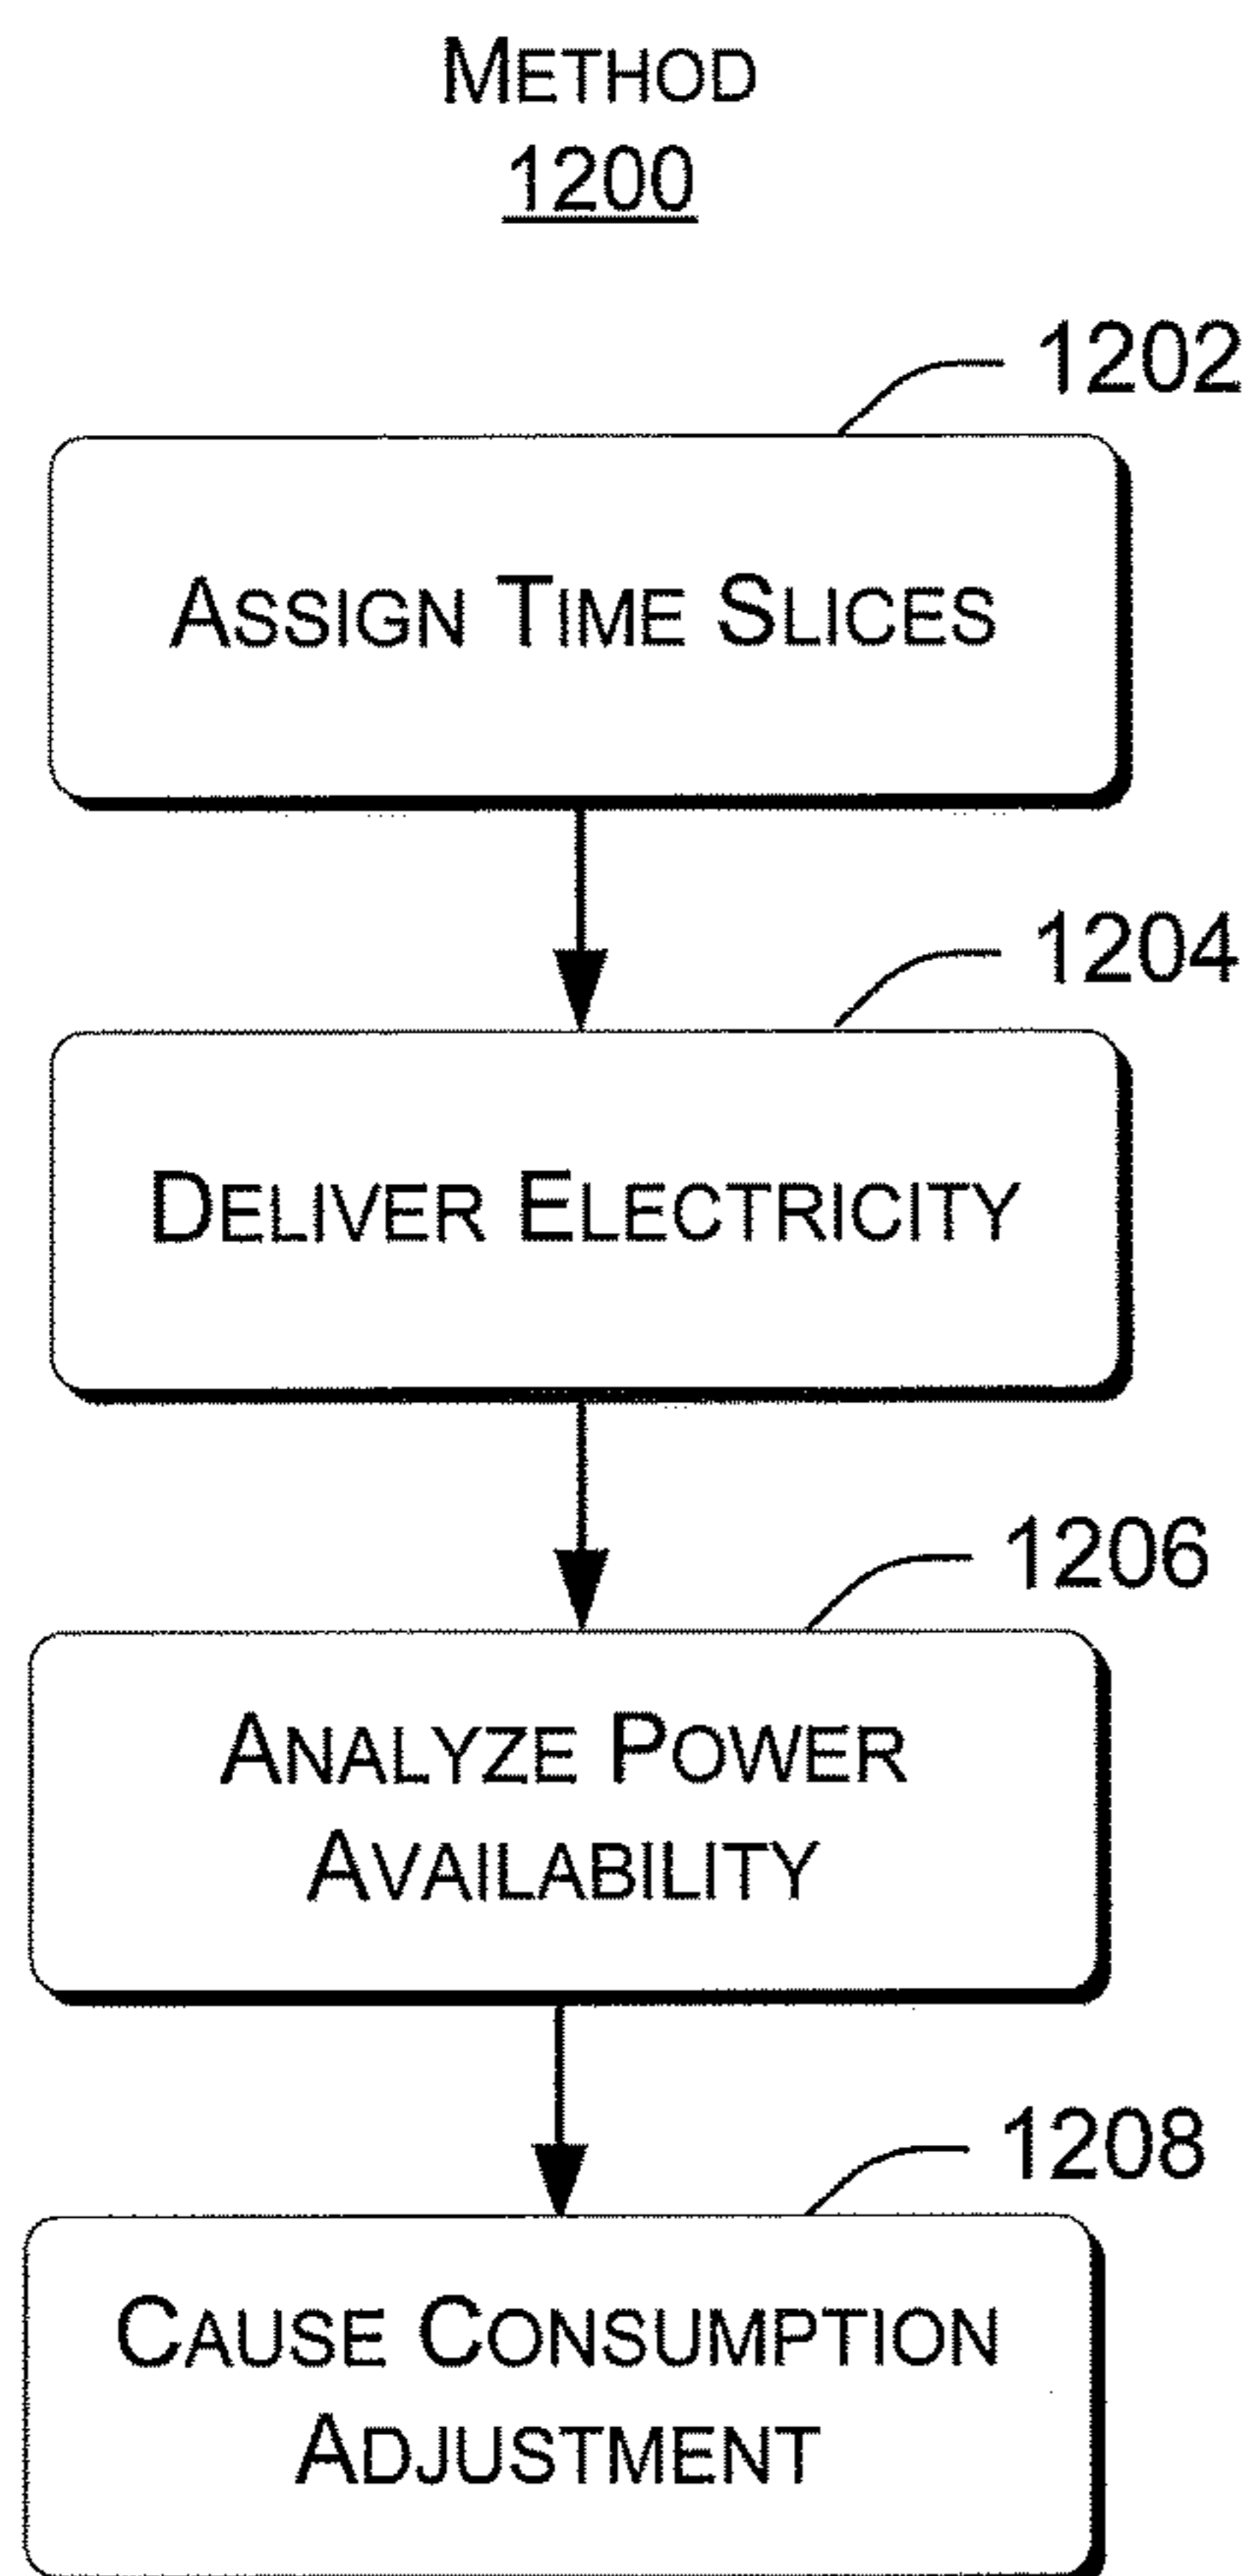 METHOD
1200
1202
ASSIGN TIME SLICES
1204
DELIVER ELECTRICITY
1206
ANALYZE POWER
AVAILABILITY
1208
CAUSE CONSUMPTION
ADJUSTMENT